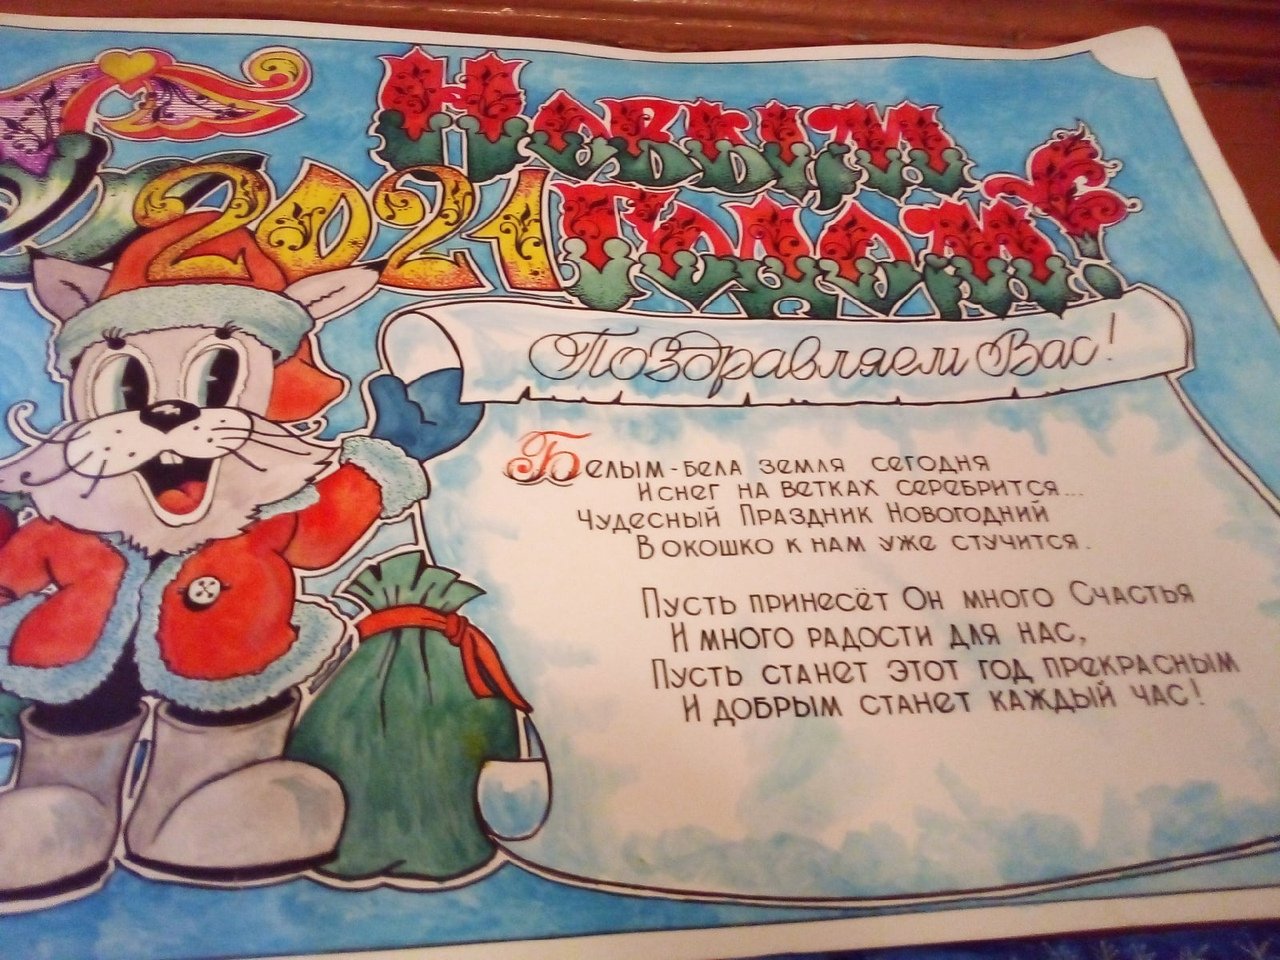 С Новым
2021 Годом!
Поздравляем Вас!
Белым-бела земля сегодня
И снег на ветках серебрится...
Чудесный Праздник Новогодний
В окошко к нам уже стучится.
Пусть принесёт Он много Счастья
И много радости для нас,
Пусть станет этот год прекрасным
И добрым станет каждый час!